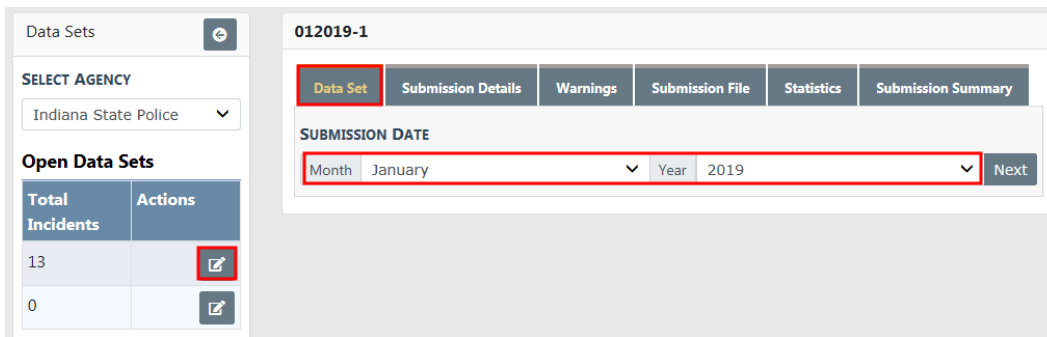 Data Sets
SELECT AGENCY
Indiana State Police
Open Data Sets
Total Incidents Actions
13
0
012019-1
Data Set Submission Details Warnings Submission File Statistics Submission Summary
SUBMISSION DATE
Month January Year 2019 Next